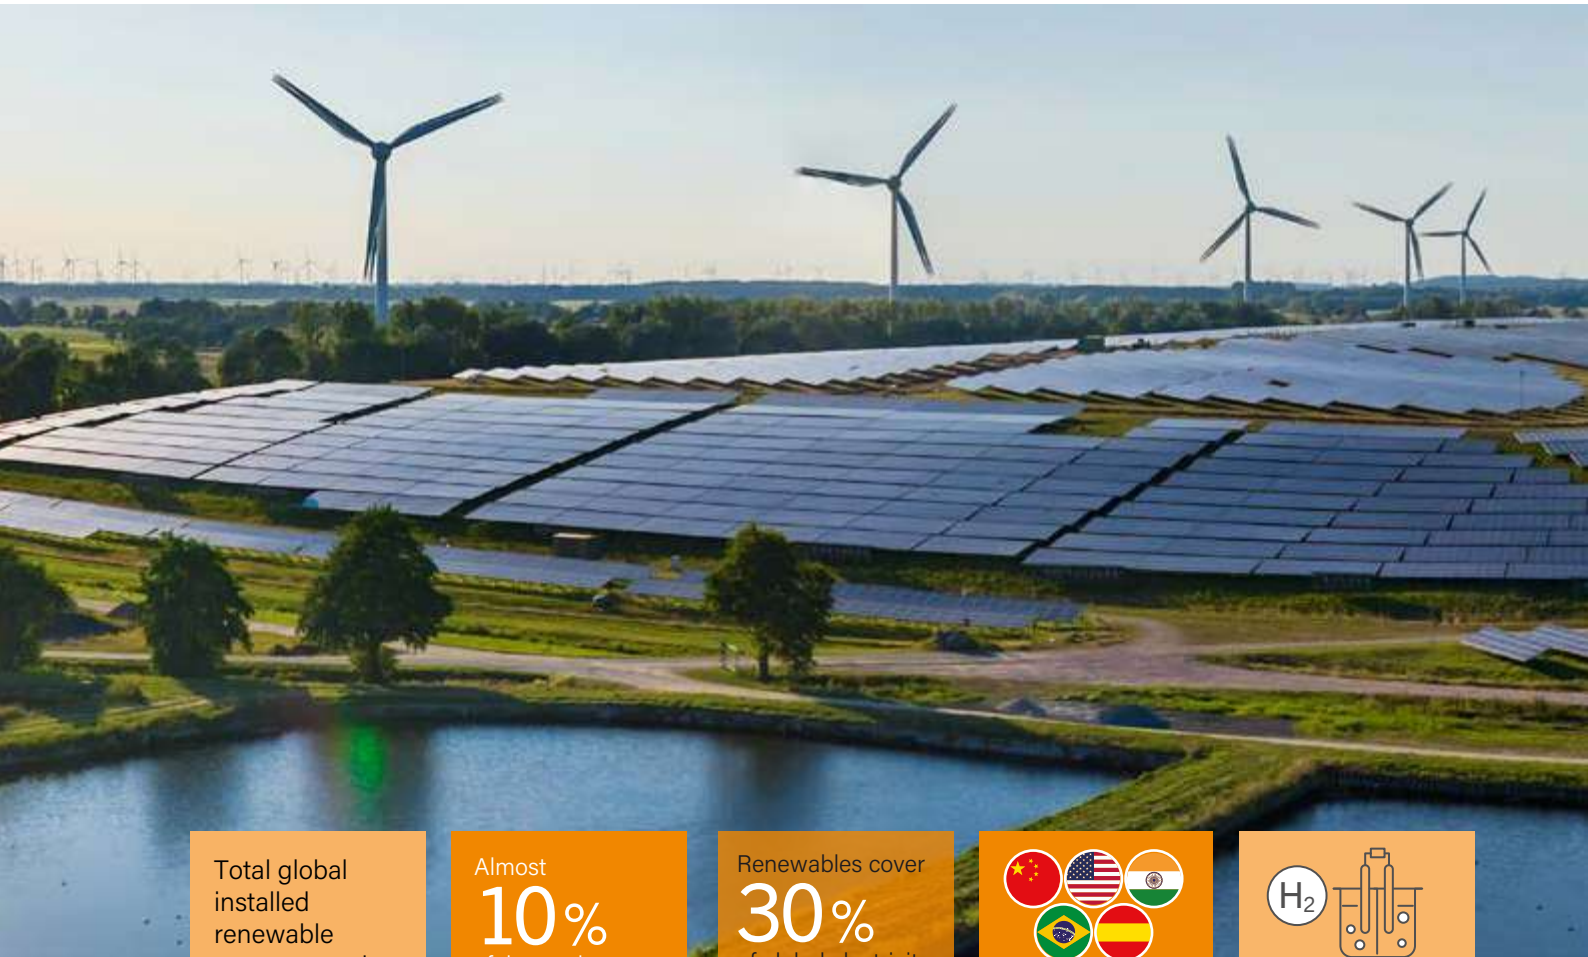 Total global
installed
renewable
Almost
10%
Renewables cover
30%
H₂